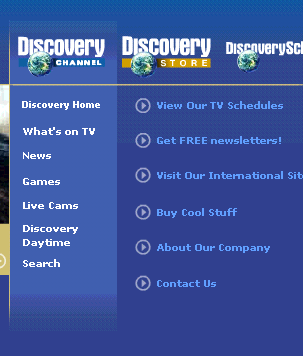 Discovery Discovery DiscoverySc
CHANNEL STORE
Discovery Home
What's on TV
News
Games
Live Cams
Discovery
Daytime
Search
View Our TV Schedules
Get FREE newsletters!
Visit Our International Sit
Buy Cool Stuff
About Our Company
Contact Us